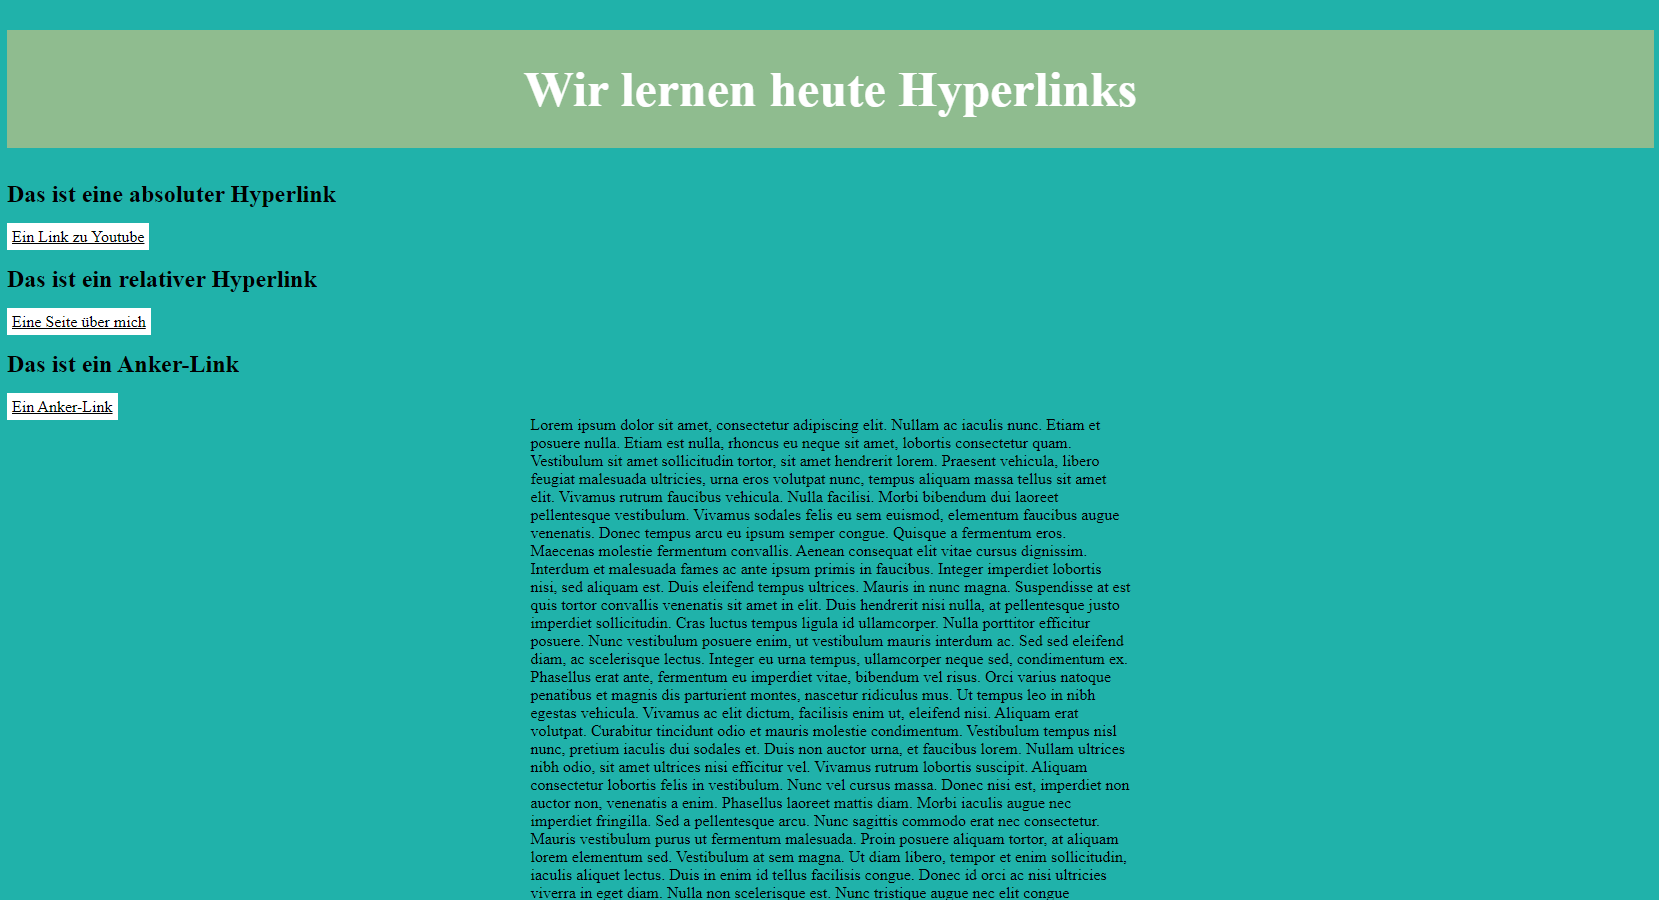 Wir lernen heute Hyperlinks
Das ist eine absoluter Hyperlink
Ein Link zu Youtube
Das ist ein relativer Hyperlink
Eine Seite über mich
Das ist ein Anker-Link
Ein Anker-Link
Lorem ipsum dolor sit amet, consectetur adipiscing elit. Nullam ac iaculis nunc. Etiam et
posuere nulla. Etiam est nulla, rhoncus eu neque sit amet, lobortis consectetur quam.
Vestibulum sit amet sollicitudin tortor, sit amet hendrerit lorem. Praesent vehicula, libero
feugiat malesuada ultricies, urna eros volutpat nunc, tempus aliquam massa tellus sit amet
elit. Vivamus rutrum faucibus vehicula. Nulla facilisi. Morbi bibendum dui laoreet
pellentesque vestibulum. Vivamus sodales felis eu sem euismod, elementum faucibus augue
venenatis. Donec tempus arcu eu ipsum semper congue. Quisque a fermentum eros.
Maecenas molestie fermentum convallis. Aenean consequat elit vitae cursus dignissim.
Interdum et malesuada fames ac ante ipsum primis in faucibus. Integer imperdiet lobortis
nisi, sed aliquam est. Duis eleifend tempus ultrices. Mauris in nunc magna. Suspendisse at est
quis tortor convallis venenatis sit amet in elit. Duis hendrerit nisi nulla, at pellentesque justo
imperdiet sollicitudin. Cras luctus tempus ligula id ullamcorper. Nulla porttitor efficitur
posuere. Nunc vestibulum posuere enim, ut vestibulum mauris interdum ac. Sed sed eleifend
diam, ac scelerisque lectus. Integer eu urna tempus, ullamcorper neque sed, condimentum ex.
Phasellus erat ante, fermentum eu imperdiet vitae, bibendum vel risus. Orci varius natoque
penatibus et magnis dis parturient montes, nascetur ridiculus mus. Ut tempus leo in nibh
egestas vehicula. Vivamus ac elit dictum, facilisis enim ut, eleifend nisi. Aliquam erat
volutpat. Curabitur tincidunt odio et mauris molestie condimentum. Vestibulum tempus nisl
nunc, pretium iaculis dui sodales et. Duis non auctor urna, et faucibus lorem. Nullam ultrices
nibh odio, sit amet ultrices nisi efficitur vel. Vivamus rutrum lobortis suscipit. Aliquam
consectetur lobortis felis in vestibulum. Nunc vel cursus massa. Donec nisi est, imperdiet non
auctor non, venenatis a enim. Phasellus laoreet mattis diam. Morbi iaculis augue nec
imperdiet fringilla. Sed a pellentesque arcu. Nunc sagittis commodo erat nec consectetur.
Mauris vestibulum purus ut fermentum malesuada. Proin posuere aliquam tortor, at aliquam
lorem elementum sed. Vestibulum at sem magna. Ut diam libero, tempor et enim sollicitudin,
iaculis aliquet lectus. Duis in enim id tellus facilisis congue. Donec id orci ac nisi ultricies
viverra in eget diam. Nulla non scelerisque est. Nunc tristique augue nec elit congue